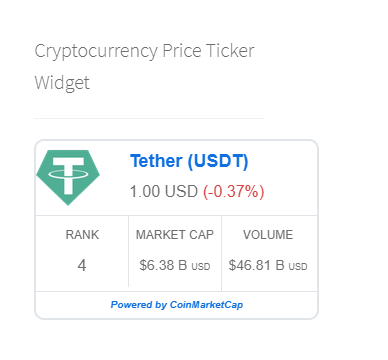 Cryptocurrency Price Ticker
Widget
Tether (USDT)
1.00 USD (-0.37%)
RANK
4
MARKET CAP
$6.38 B USD
VOLUME
$46.81 B USD
Powered by CoinMarketCap